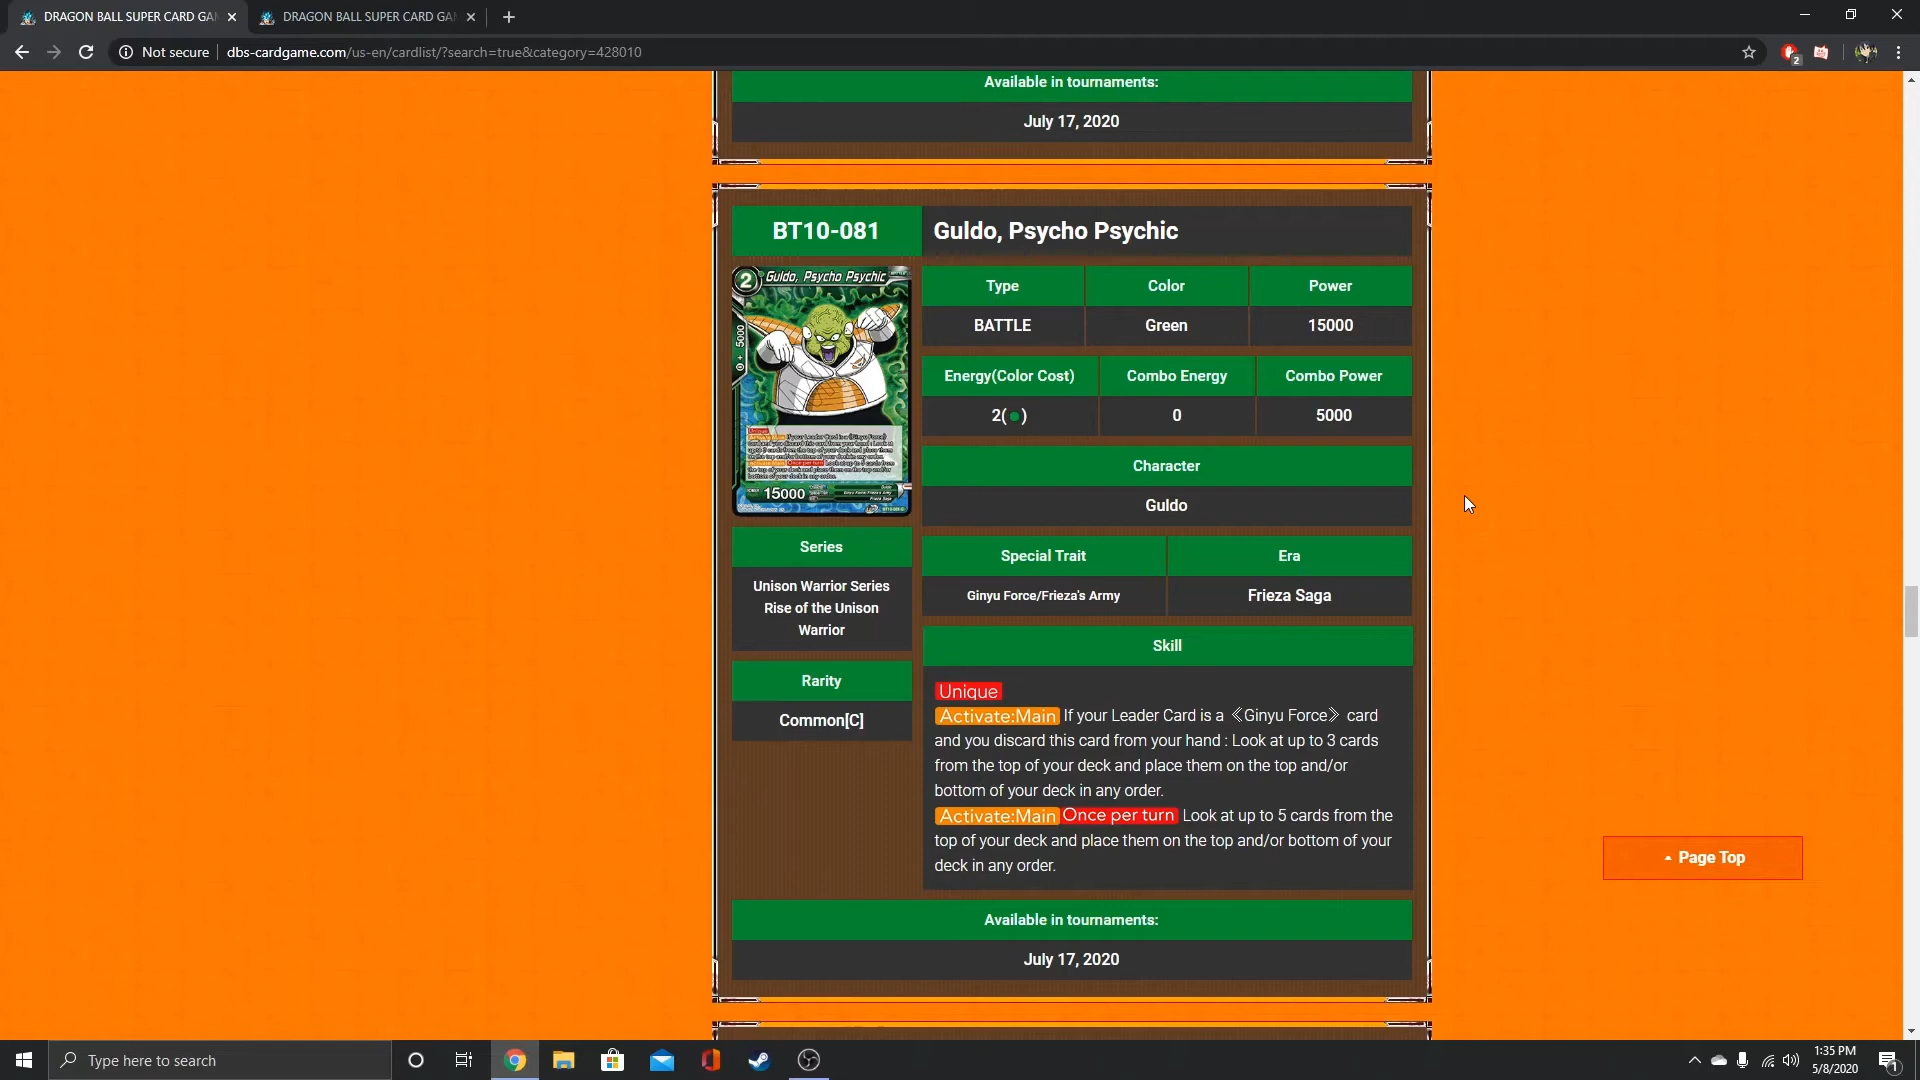 DRAGON BALL SUPER CARD GA
DRAGON BALL SUPER CARD GA
Not secure
dbs-cardgame.com/us-en/cardlist/?search=true&category=428010
2
Available in tournaments:
July 17, 2020
BT10-081
Guldo, Psycho Psychic
2
Guldo, Psycho Psychic
5000
15000
Type
Color
Power
BATTLE
Green
15000
Energy(Color Cost)
Combo Energy
Combo Power
2( )
0
5000
Character
Guldo
Special Trait
Era
Ginyu Force/Frieza's Army
Frieza Saga
Series
Unison Warrior Series
Rise of the Unison
Warrior
Rarity
Common[C]
Skill
Unique
Activate:Main If your Leader Card is a 《Ginyu Force》 card
and you discard this card from your hand : Look at up to 3 cards
from the top of your deck and place them on the top and/or
bottom of your deck in any order.
Activate:Main Once per turn Look at up to 5 cards from the
top of your deck and place them on the top and/or bottom of your
deck in any order.
Available in tournaments:
July 17, 2020
Page Top
Type here to search
1:35 PM
5/8/2020
1